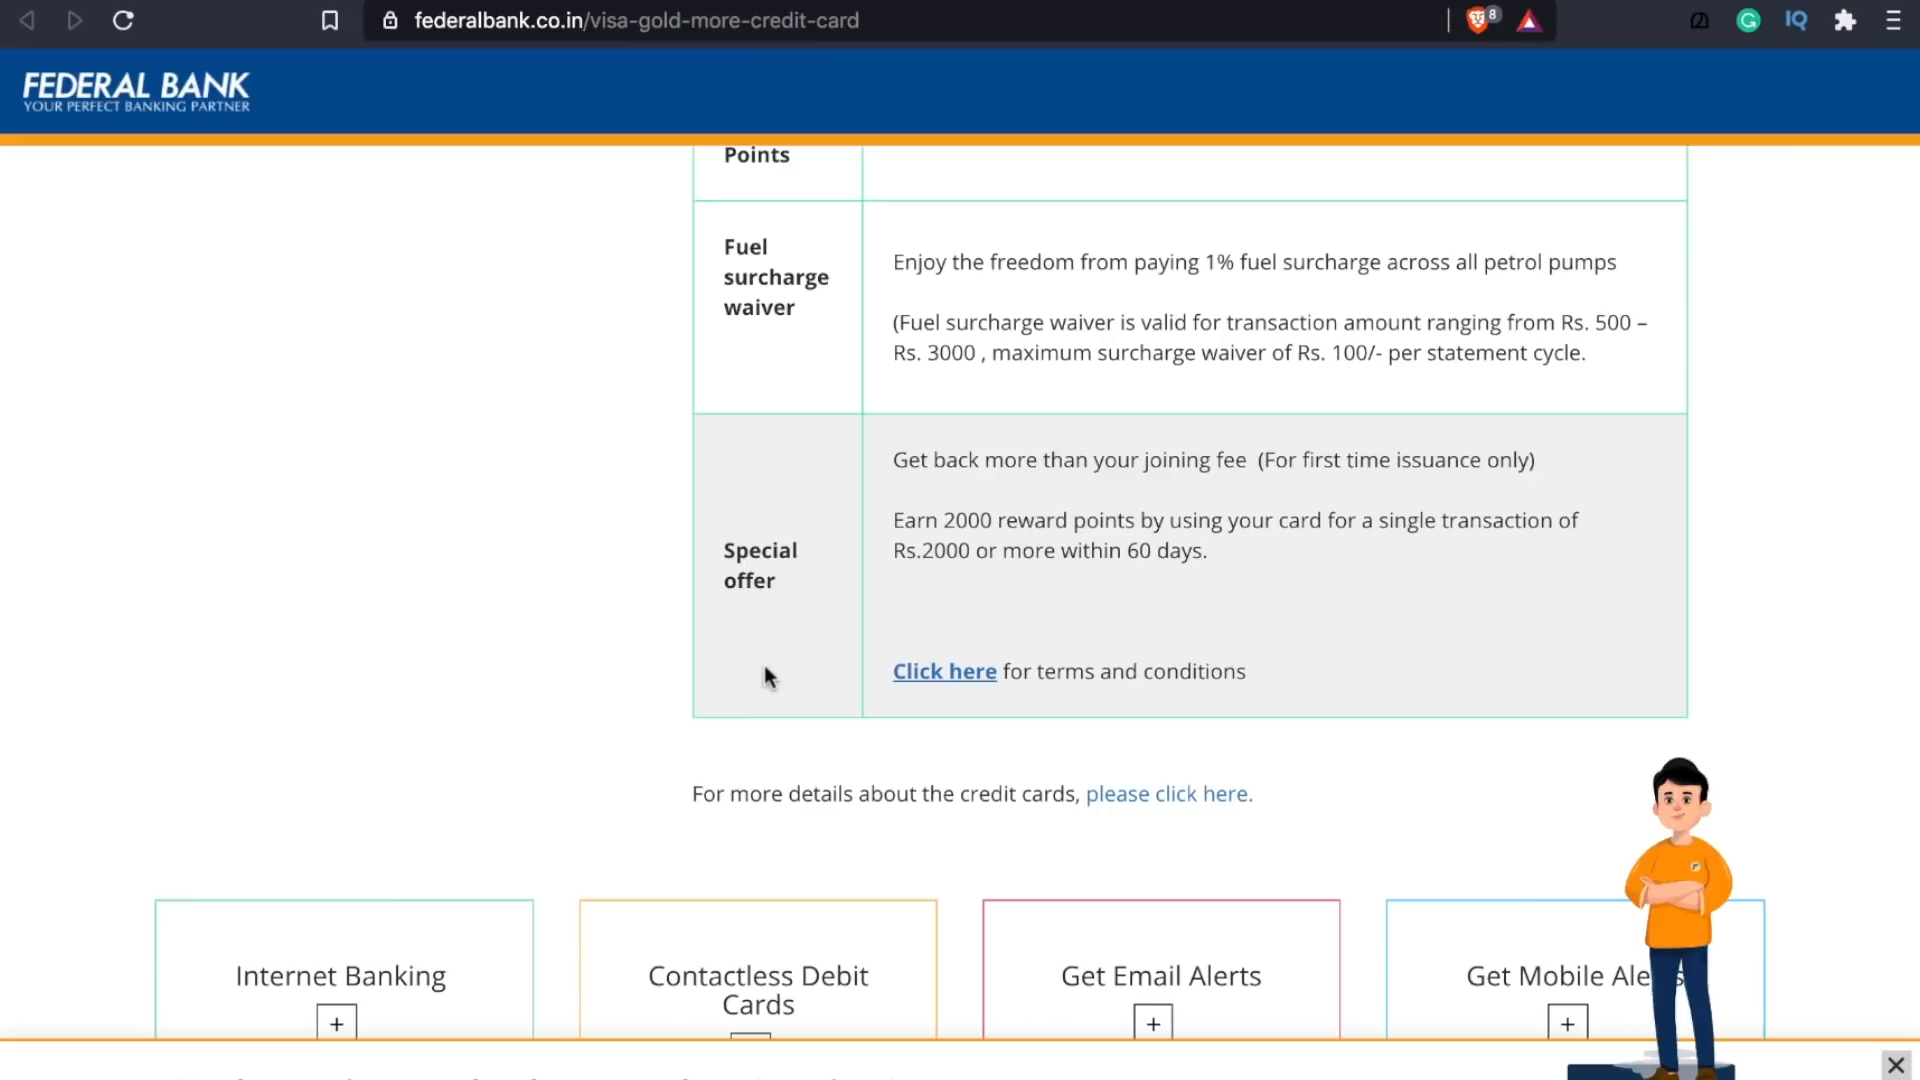 federalbank.co.in/visa-gold-more-credit-card
8
G
IQ
FEDERAL BANK
YOUR PERFECT BANKING PARTNER
Points
Fuel
surcharge
waiver
Enjoy the freedom from paying 1% fuel surcharge across all petrol pumps
(Fuel surcharge waiver is valid for transaction amount ranging from Rs. 500 –
Rs. 3000 , maximum surcharge waiver of Rs. 100/- per statement cycle.
Special
offer
Get back more than your joining fee  (For first time issuance only)
Earn 2000 reward points by using your card for a single transaction of
Rs.2000 or more within 60 days.
Click here for terms and conditions
For more details about the credit cards, please click here.
Internet Banking
+
Contactless Debit
Cards
Get Email Alerts
+
Get Mobile Ale s
+